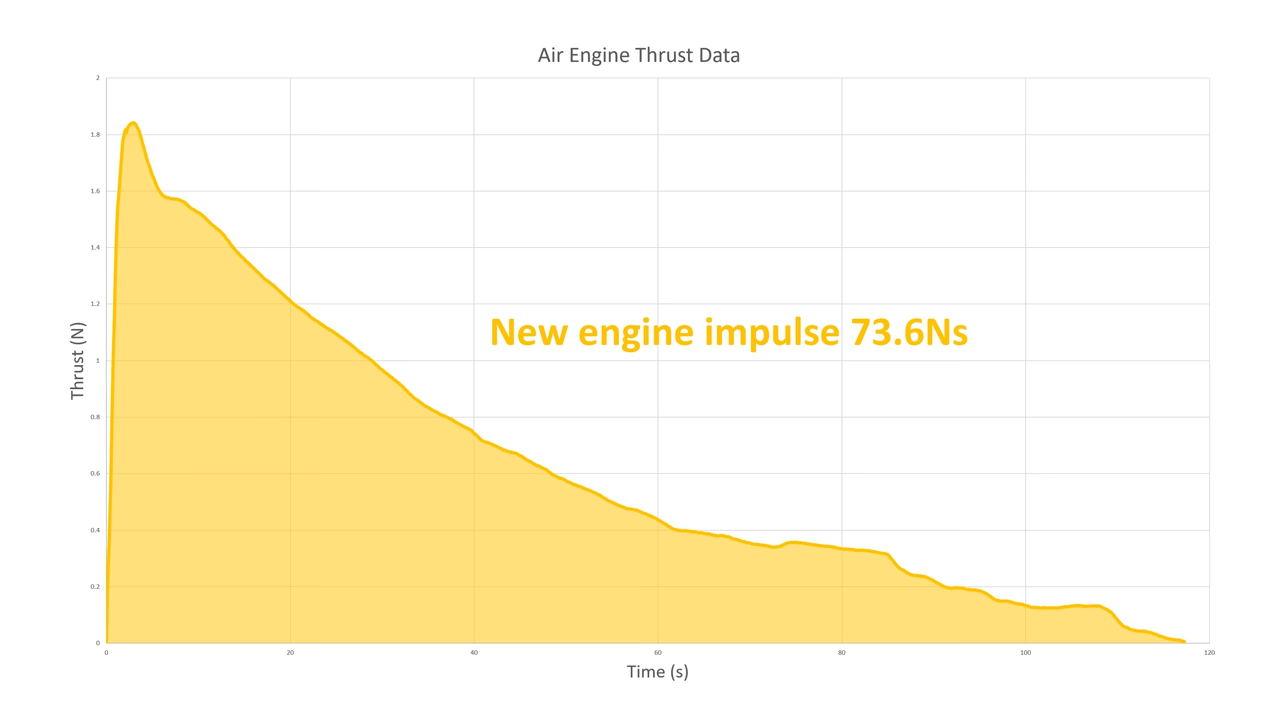 Air Engine Thrust Data
2
1.8
1.6
1.4
1.2
1
0.8
0.6
0.4
0.2
0
Thrust (N)
New engine impulse 73.6Ns
0 20 40 60 80 100 120
Time (s)